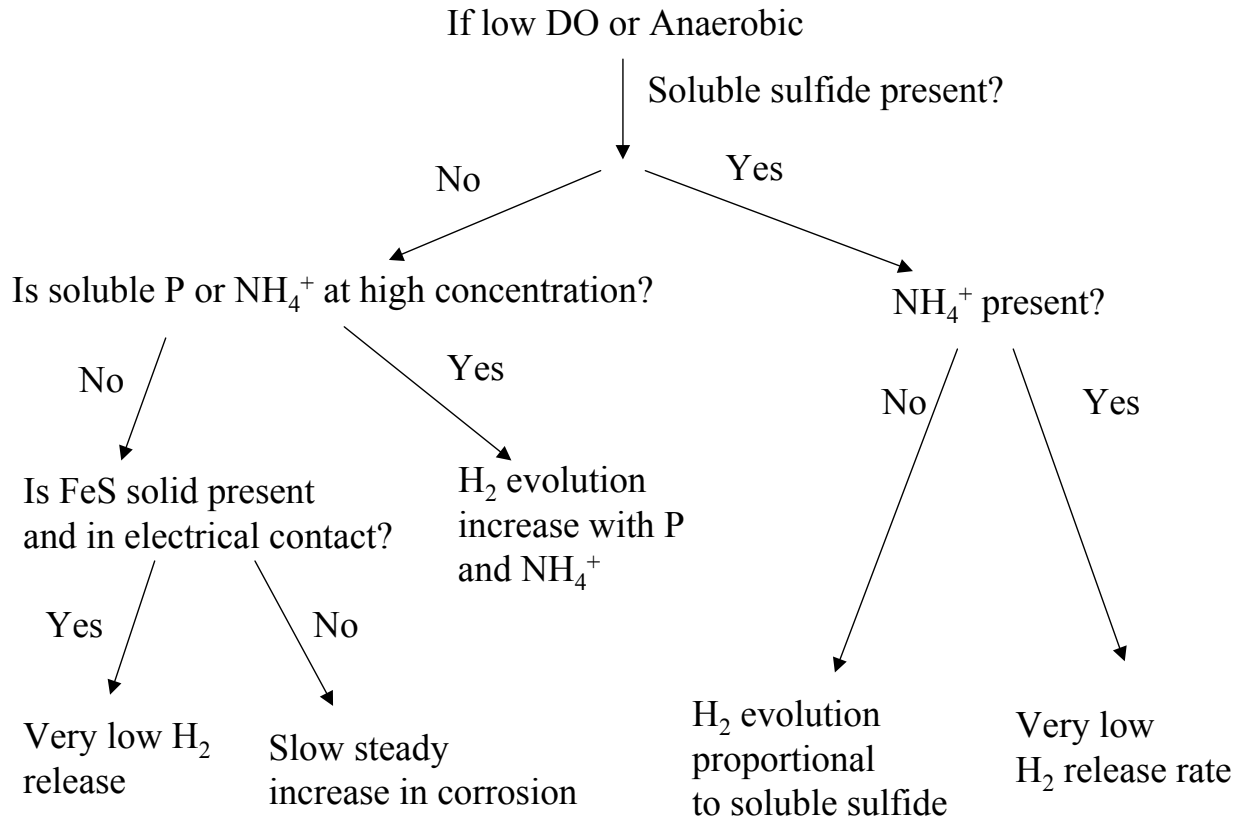 If low DO or Anaerobic
Soluble sulfide present?
No
Yes
Is soluble P or NH₄⁺ at high concentration?
NH₄⁺ present?
No
Yes
No
Yes
Is FeS solid present
and in electrical contact?
H₂ evolution
increase with P
and NH₄⁺
Yes
No
Very low H₂
release
Slow steady
increase in corrosion
H₂ evolution
proportional
to soluble sulfide
Very low
H₂ release rate